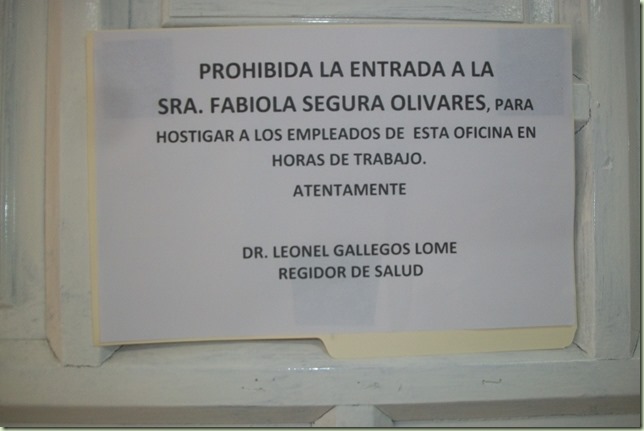 PROHIBIDA LA ENTRADA A LA
SRA. FABIOLA SEGURA OLIVARES, PARA
HOSTIGAR A LOS EMPLEADOS DE ESTA OFICINA EN
HORAS DE TRABAJO.
ATENTAMENTE
DR. LEONEL GALLEGOS LOME
REGIDOR DE SALUD